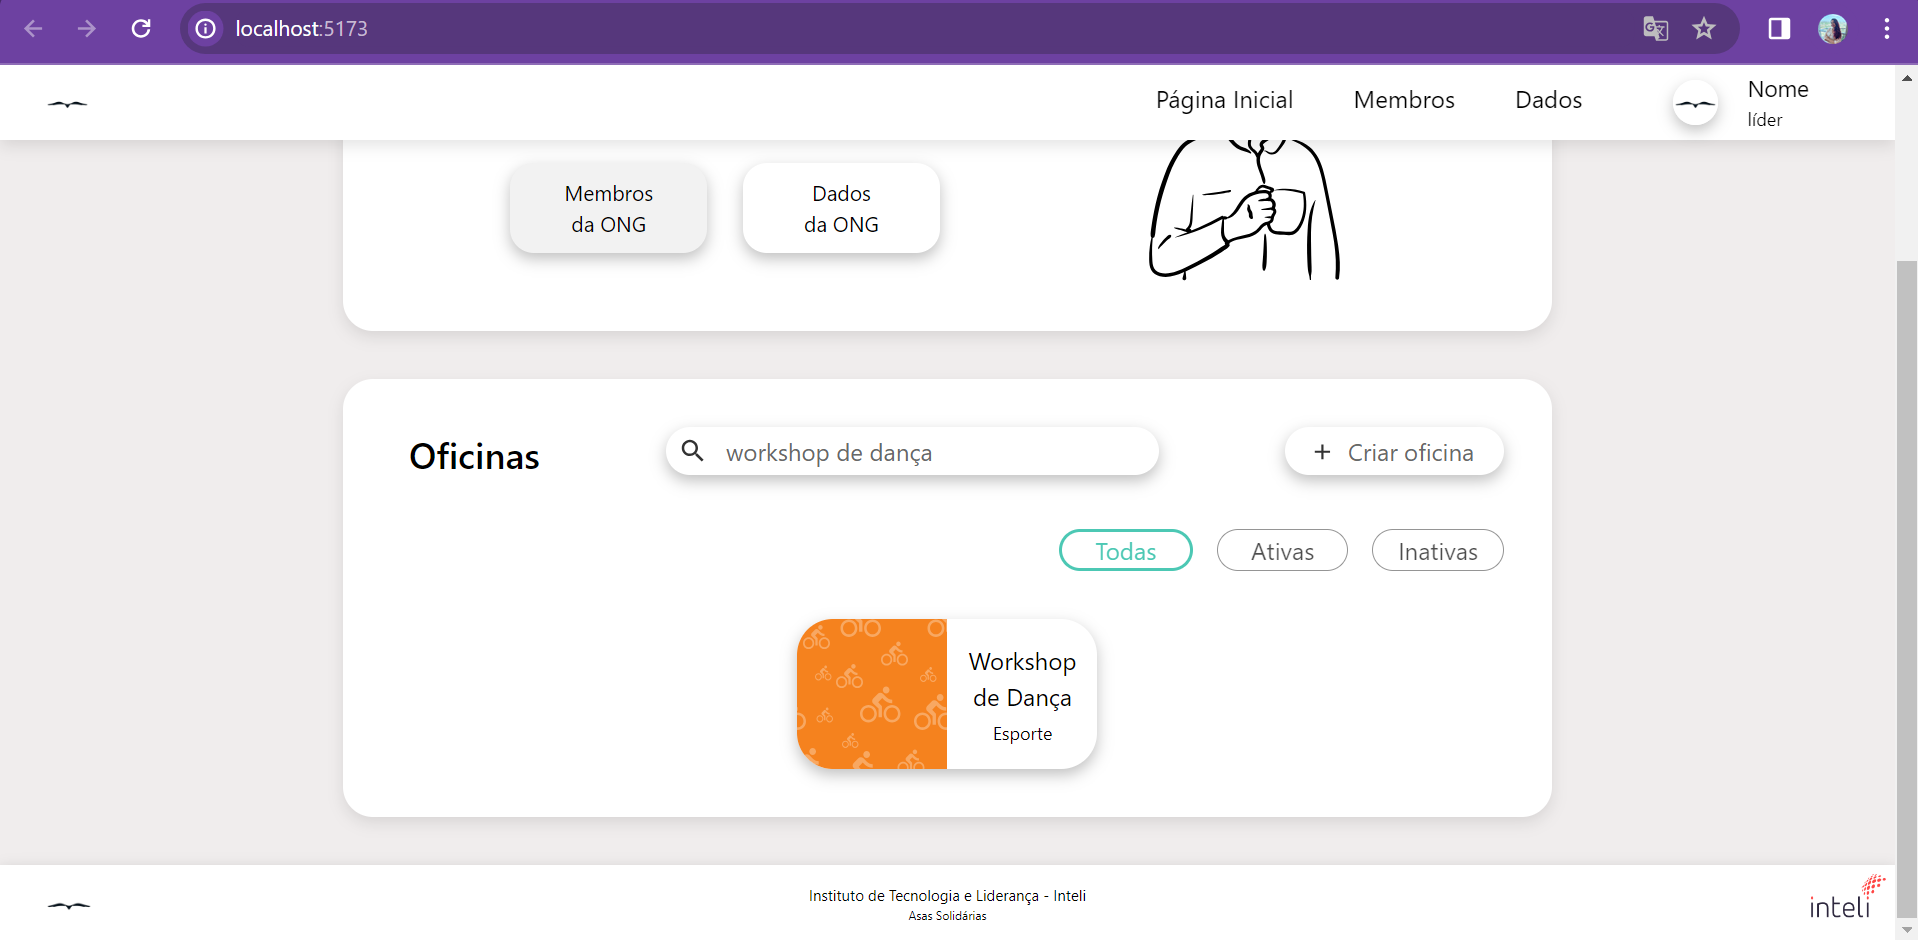 localhost:5173
Página Inicial
Membros
Dados
Nome
líder
Membros
da ONG
Dados
da ONG
Oficinas
workshop de dança
+ Criar oficina
Todas
Ativas
Inativas
Workshop
de Dança
Esporte
Instituto de Tecnologia e Liderança - Inteli
Asas Solidárias
inteli